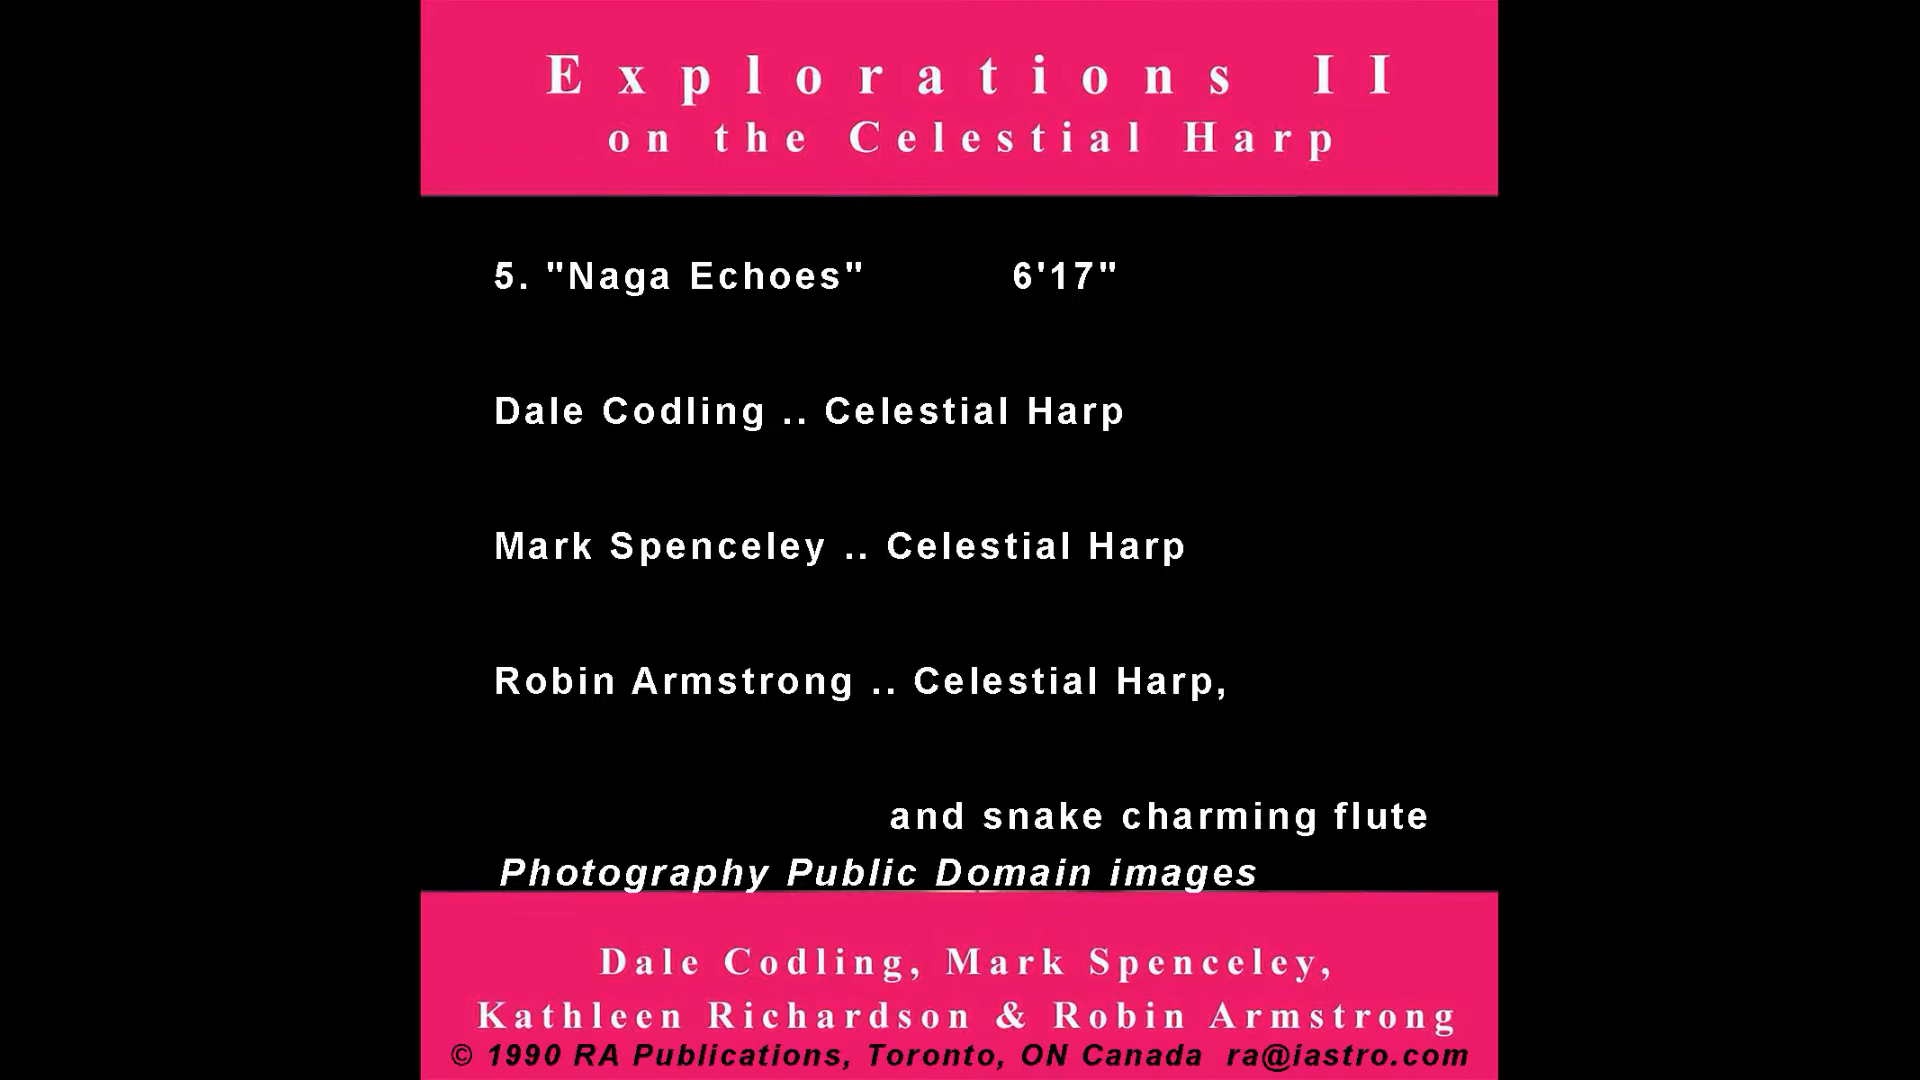 Explorations II
on the Celestial Harp
5. "Naga Echoes" 6'17"
Dale Codling .. Celestial Harp
Mark Spenceley .. Celestial Harp
Robin Armstrong .. Celestial Harp,
and snake charming flute
Photography Public Domain images
Dale Codling, Mark Spenceley,
Kathleen Richardson & Robin Armstrong
© 1990 RA Publications, Toronto, ON Canada ra@iastro.com